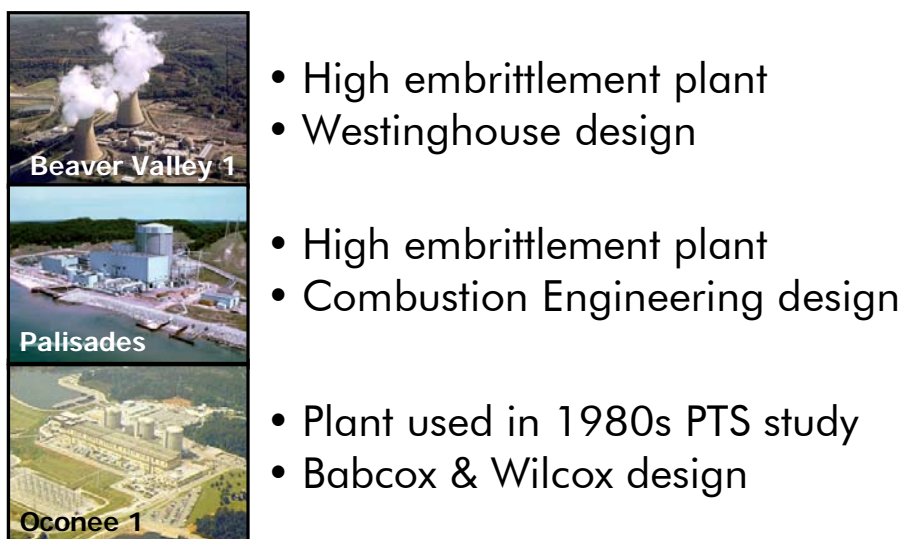 Beaver Valley 1
• High embrittlement plant
• Westinghouse design
Palisades
• High embrittlement plant
• Combustion Engineering design
Oconee 1
• Plant used in 1980s PTS study
• Babcox & Wilcox design